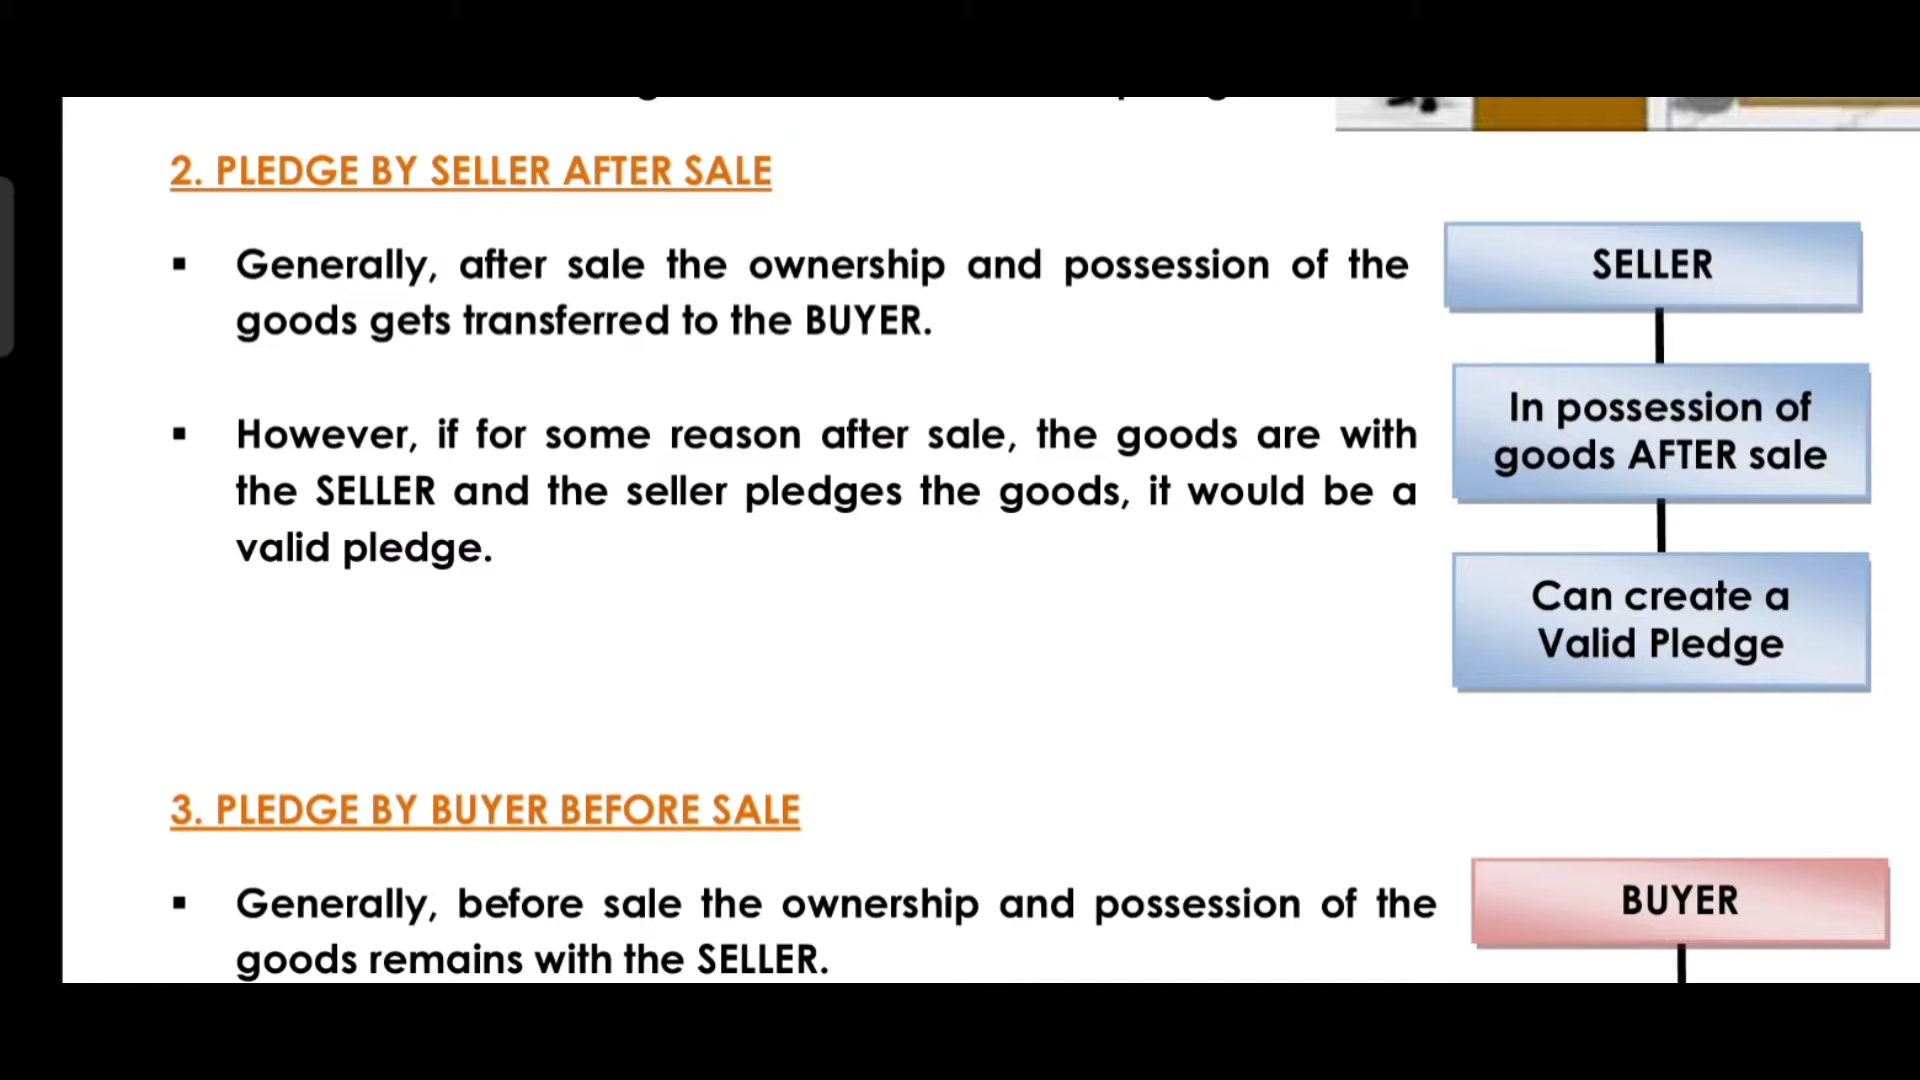 2. PLEDGE BY SELLER AFTER SALE
▪ Generally, after sale the ownership and possession of the
goods gets transferred to the BUYER.
▪ However, if for some reason after sale, the goods are with
the SELLER and the seller pledges the goods, it would be a
valid pledge.
SELLER
In possession of
goods AFTER sale
Can create a
Valid Pledge
3. PLEDGE BY BUYER BEFORE SALE
▪ Generally, before sale the ownership and possession of the
goods remains with the SELLER.
BUYER